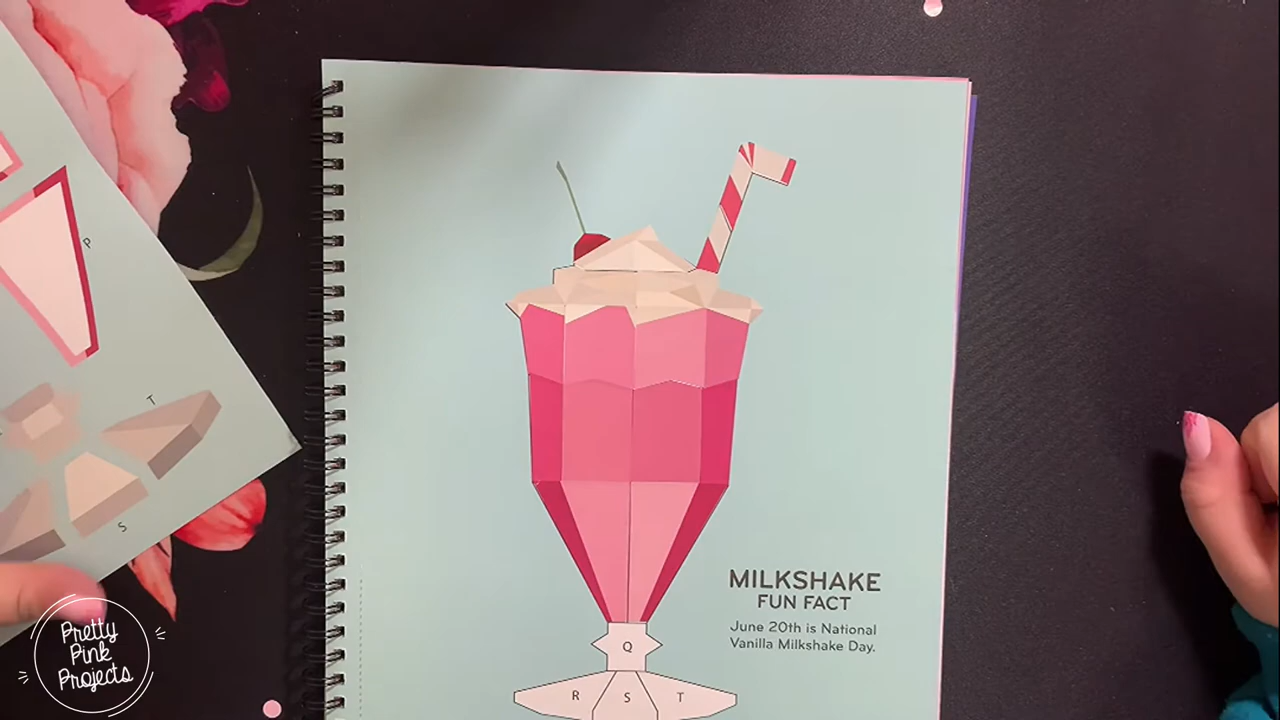 P
T
S
MILKSHAKE
FUN FACT
June 20th is National
Vanilla Milkshake Day.
Q
R S T
Pretty
Pink
Projects